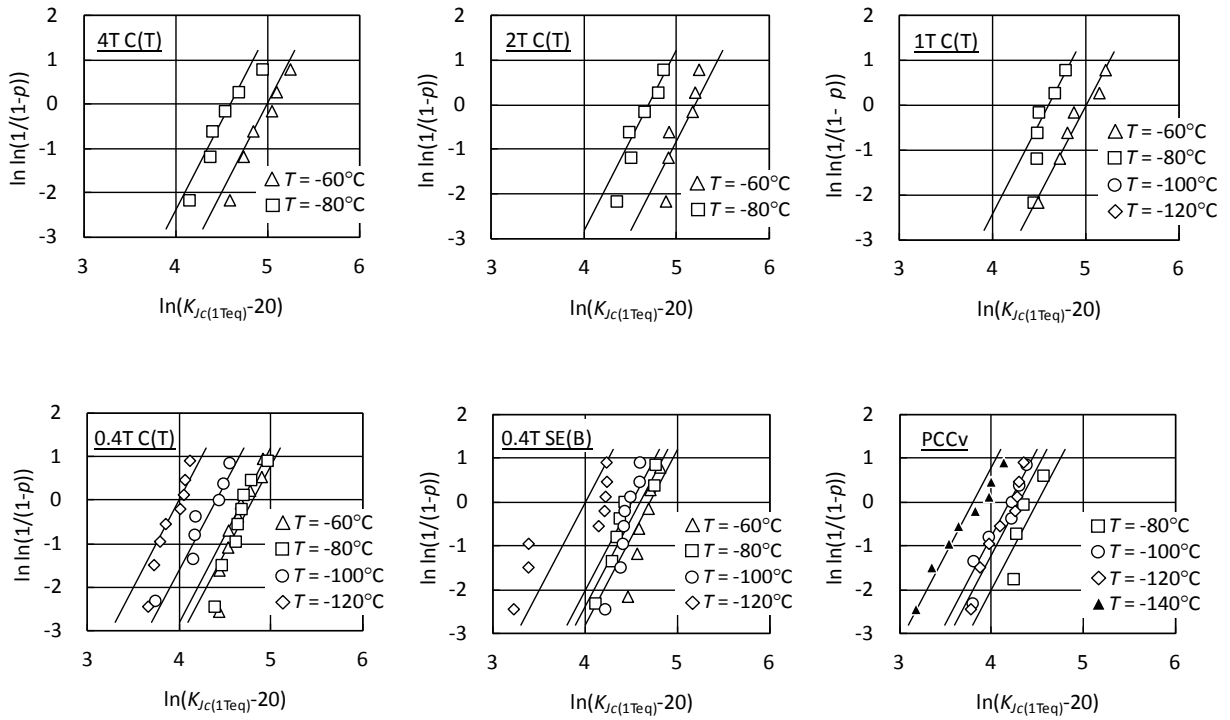 4T C(T)
ln ln(1/(1-p))
2
1
0
-1
-2
-3
3 4 5 6
△ T = -60°C
□ T = -80°C
ln(KJc(1Teq)-20)
2T C(T)
ln ln(1/(1-p))
2
1
0
-1
-2
-3
3 4 5 6
△ T = -60°C
□ T = -80°C
ln(KJc(1Teq)-20)
1T C(T)
ln ln(1/(1- p))
2
1
0
-1
-2
-3
3 4 5 6
△ T = -60°C
□ T = -80°C
○ T = -100°C
◇ T = -120°C
ln(KJc(1Teq)-20)
0.4T C(T)
ln ln(1/(1-p))
2
1
0
-1
-2
-3
3 4 5 6
△ T = -60°C
□ T = -80°C
○ T = -100°C
◇ T = -120°C
ln(KJc(1Teq)-20)
0.4T SE(B)
ln ln(1/(1-p))
2
1
0
-1
-2
-3
3 4 5 6
△ T = -60°C
□ T = -80°C
○ T = -100°C
◇ T = -120°C
ln(KJc(1Teq)-20)
PCCv
ln ln(1/(1-p))
2
1
0
-1
-2
-3
3 4 5 6
□ T = -80°C
○ T = -100°C
◇ T = -120°C
▲ T = -140°C
ln(KJc(1Teq)-20)